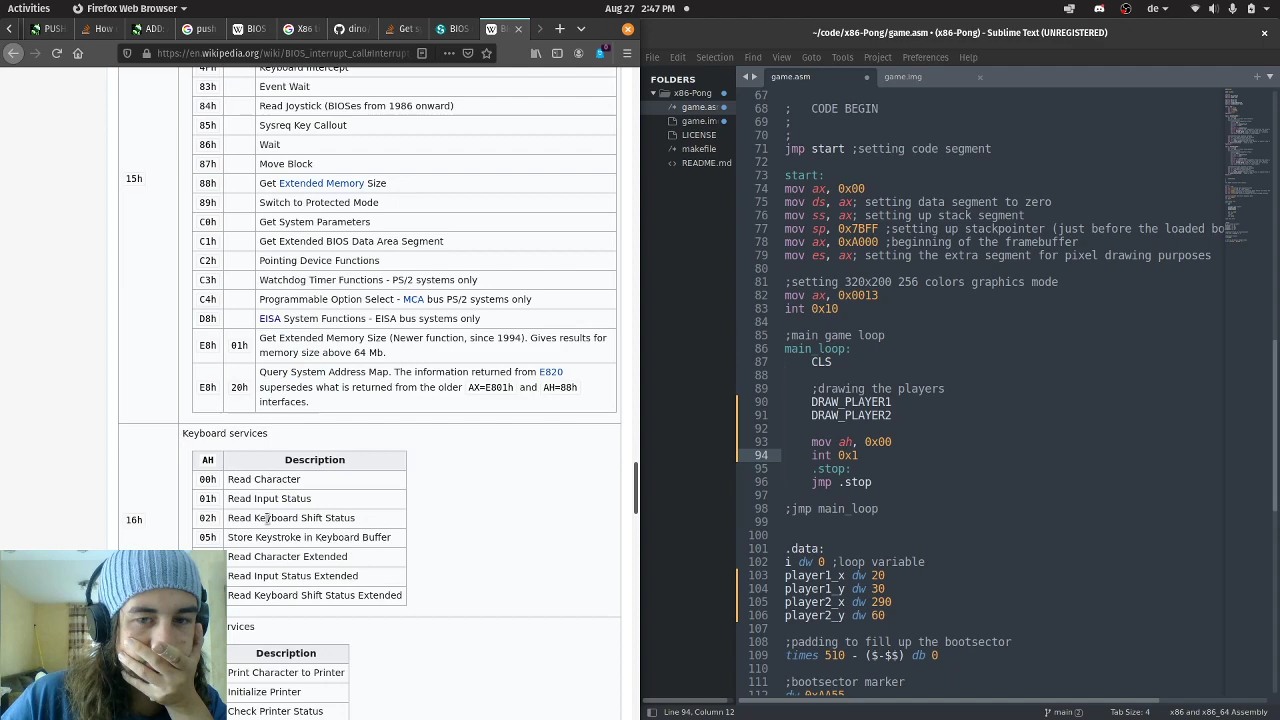 Activities
Firefox Web Browser
Aug 27 2:47 PM
de
PUSH
How
ADD:
push
X86 t
dino/
Get s
BIOS
B
https://en.wikipedia.org/wiki/BIOS_interrupt_call#Interrupt
Keyboard Intercept
83h Event Wait
84h Read Joystick (BIOSes from 1986 onward)
85h Sysreq Key Callout
86h Wait
87h Move Block
15h
88h Get Extended Memory Size
89h Switch to Protected Mode
C0h Get System Parameters
C1h Get Extended BIOS Data Area Segment
C2h Pointing Device Functions
C3h Watchdog Timer Functions - PS/2 systems only
C4h Programmable Option Select - MCA bus PS/2 systems only
D8h EISA System Functions - EISA bus systems only
E8h 01h Get Extended Memory Size (Newer function, since 1994). Gives results for
memory size above 64 Mb.
E8h 20h Query System Address Map. The information returned from E820
supersedes what is returned from the older AX=E801h and AH=88h
interfaces.
Keyboard services
AH Description
00h Read Character
01h Read Input Status
02h Read Keyboard Shift Status
16h
05h Store Keystroke in Keyboard Buffer
Read Character Extended
Read Input Status Extended
Read Keyboard Shift Status Extended
Description
Print Character to Printer
Initialize Printer
Check Printer Status
~/code/x86-Pong/game.asm • (x86-Pong) - Sublime Text (UNREGISTERED)
File Edit Selection Find View Goto Tools Project Preferences Help
FOLDERS
x86-Pong
game.as
game.im
LICENSE
makefile
README.md
game.asm
game.img
67
68 ; CODE BEGIN
69 ;
70 ;
71 jmp start ;setting code segment
72
73 start:
74 mov ax, 0x00
75 mov ds, ax; setting data segment to zero
76 mov ss, ax; setting up stack segment
77 mov sp, 0x7BFF ;setting up stackpointer (just before the loaded bo
78 mov ax, 0xA000 ;beginning of the framebuffer
79 mov es, ax; setting the extra segment for pixel drawing purposes
80
81 ;setting 320x200 256 colors graphics mode
82 mov ax, 0x0013
83 int 0x10
84
85 ;main game loop
86 main_loop:
87 CLS
88
89 ;drawing the players
90 DRAW_PLAYER1
91 DRAW_PLAYER2
92
93 mov ah, 0x00
94 int 0x1
95 .stop:
96 jmp .stop
97
98 ;jmp main_loop
99
100
101 .data:
102 i dw 0 ;loop variable
103 player1_x dw 20
104 player1_y dw 30
105 player2_x dw 290
106 player2_y dw 60
107
108 ;padding to fill up the bootsector
109 times 510 - ($-$$) db 0
110
111 ;bootsector marker
112 dw 0xAA55
Line 94, Column 12
main (2)
Tab Size: 4
x86 and x86_64 Assembly